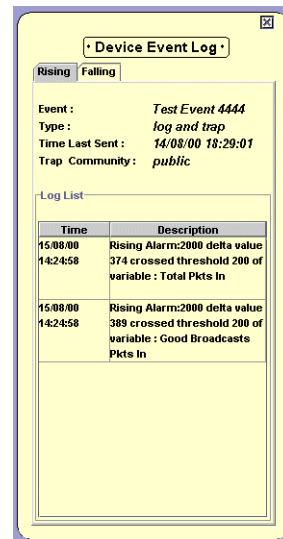 • Device Event Log •
Rising Falling
Event : Test Event 4444
Type : log and trap
Time Last Sent : 14/08/00 18:29:01
Trap Community : public
Log List
Time Description
15/08/00 Rising Alarm:2000 delta value
14:24:58 374 crossed threshold 200 of
variable : Total Pkts In
15/08/00 Rising Alarm:2000 delta value
14:24:58 389 crossed threshold 200 of
variable : Good Broadcasts
Pkts In